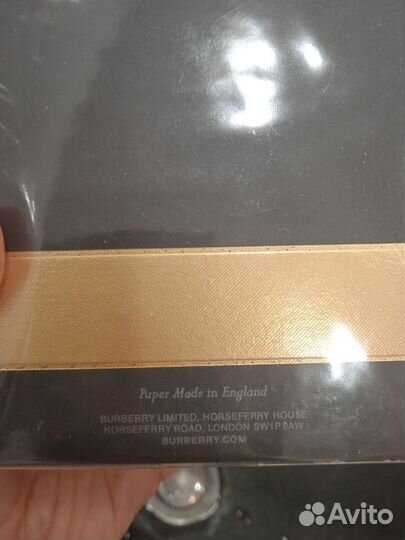 Paper Made in England
BURBERRY LIMITED, HORSEFERRY HOUSE
HORSEFERRY ROAD, LONDON SW1P 2AW
BURBERRY.COM
Avito